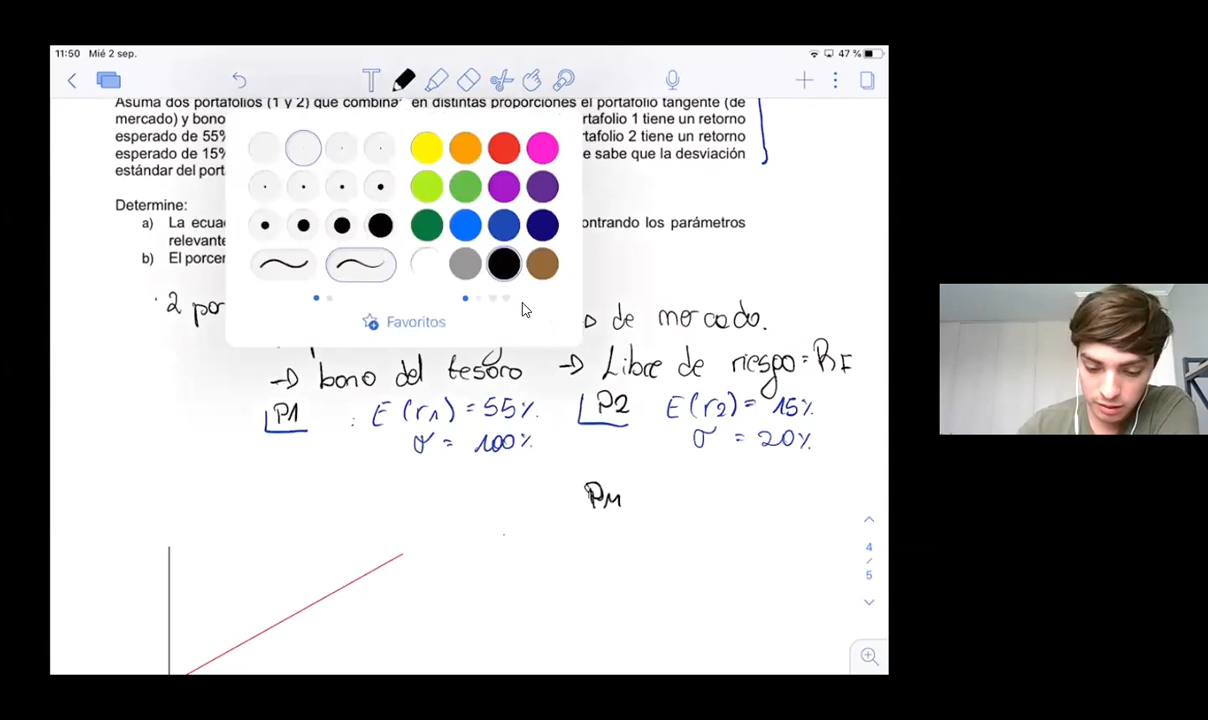 11:50 Mié 2 sep.
47 %
Asuma dos portafolios (1 y 2) que combina en distintas proporciones el portafolio tangente (de
mercado) y bono rtafolio 1 tiene un retorno
esperado de 55% rtafolio 2 tiene un retorno
esperado de 15% e sabe que la desviación
estándar del port
Determine:
a) La ecua ontrando los parámetros
relevante
b) El porcer
Favoritos
2 por → de mercado.
→ bono del tesoro → Libre de riesgo = RF
P1 : E(r1) = 55% P2 E(r2) = 15%
σ = 100% σ = 20%
PM
4
/
5